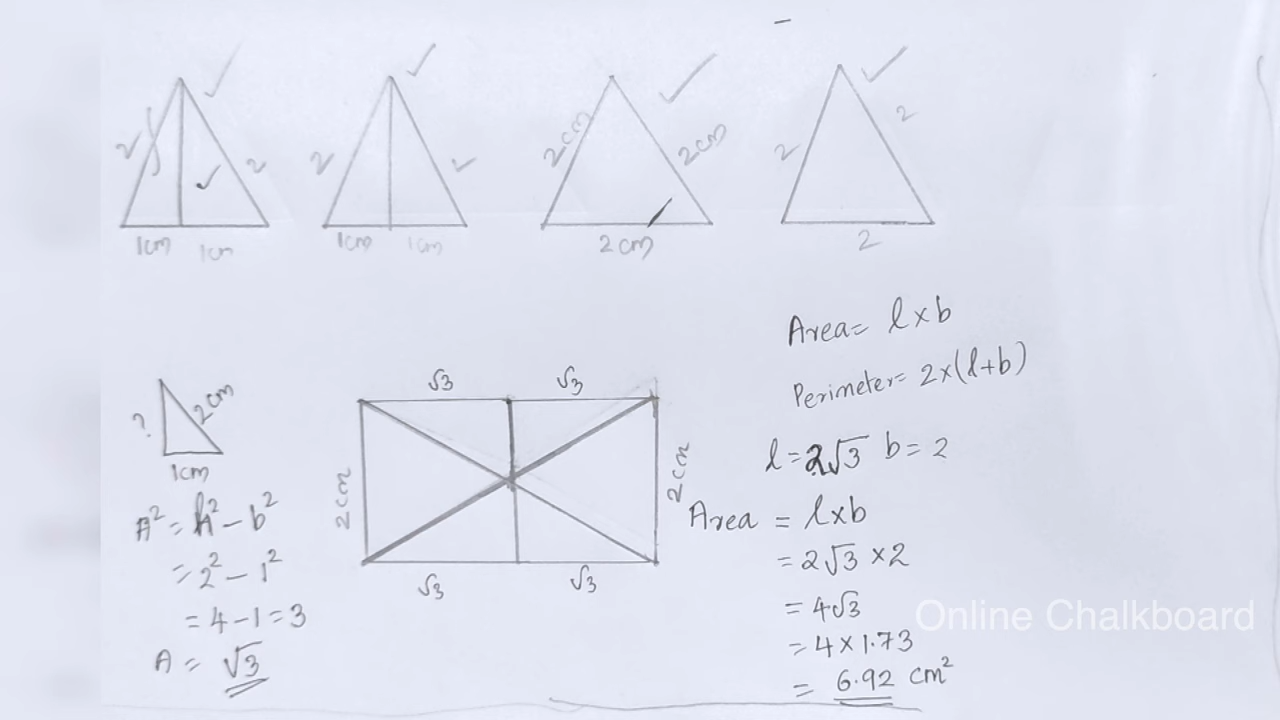 2 2
1cm 1cm
2
1cm 1cm
2cm 2cm
2cm
2 2
2
Area = l×b
Perimeter = 2×(l+b)
l = 2√3 b = 2
Area = l×b
= 2√3 ×2
= 4√3
= 4×1.73
= 6.92 cm²
? 2cm
1cm
A² = h² - b²
= 2² - 1²
= 4-1=3
A = √3
√3 √3
2cm 2cm
√3 √3
Online Chalkboard